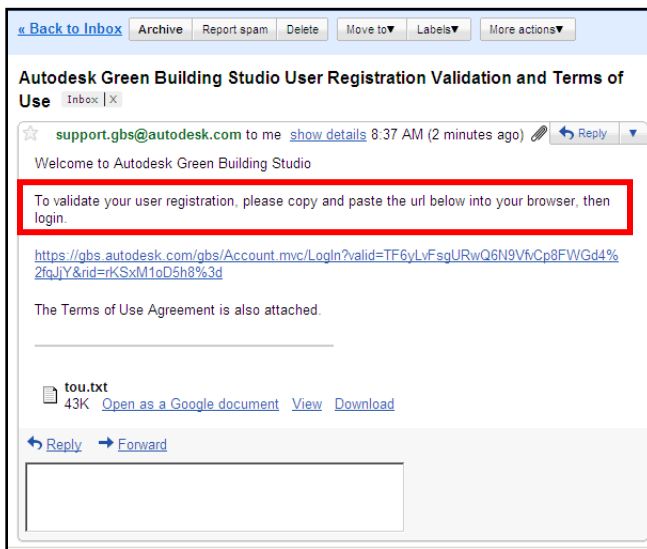 « Back to Inbox Archive Report spam Delete Move to▼ Labels▼ More actions▼
Autodesk Green Building Studio User Registration Validation and Terms of
Use Inbox | X
support.gbs@autodesk.com to me show details 8:37 AM (2 minutes ago) Reply ▼
Welcome to Autodesk Green Building Studio
To validate your user registration, please copy and paste the url below into your browser, then
login.
https://gbs.autodesk.com/gbs/Account.mvc/LogIn?valid=TF6yLvFsgURwQ6N9VfvCp8FWGd4%
2fqJjY&rid=rKSxM1oD5h8%3d
The Terms of Use Agreement is also attached.
tou.txt
43K Open as a Google document View Download
Reply Forward